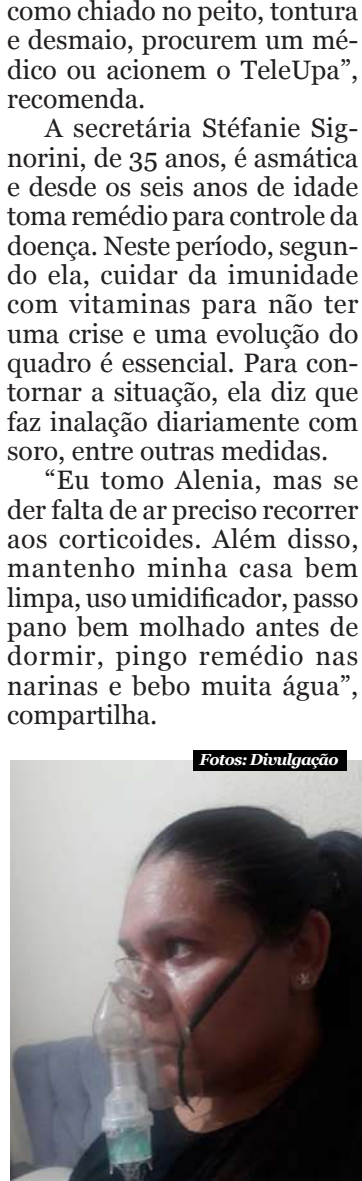 como chiado no peito, tontura
e desmaio, procurem um mé-
dico ou acionem o TeleUpa”,
recomenda.
A secretária Stéfanie Sig-
norini, de 35 anos, é asmática
e desde os seis anos de idade
toma remédio para controle da
doença. Neste período, segun-
do ela, cuidar da imunidade
com vitaminas para não ter
uma crise e uma evolução do
quadro é essencial. Para con-
tornar a situação, ela diz que
faz inalação diariamente com
soro, entre outras medidas.
“Eu tomo Alenia, mas se
der falta de ar preciso recorrer
aos corticoides. Além disso,
mantenho minha casa bem
limpa, uso umidificador, passo
pano bem molhado antes de
dormir, pingo remédio nas
narinas e bebo muita água”,
compartilha.
Fotos: Divulgação